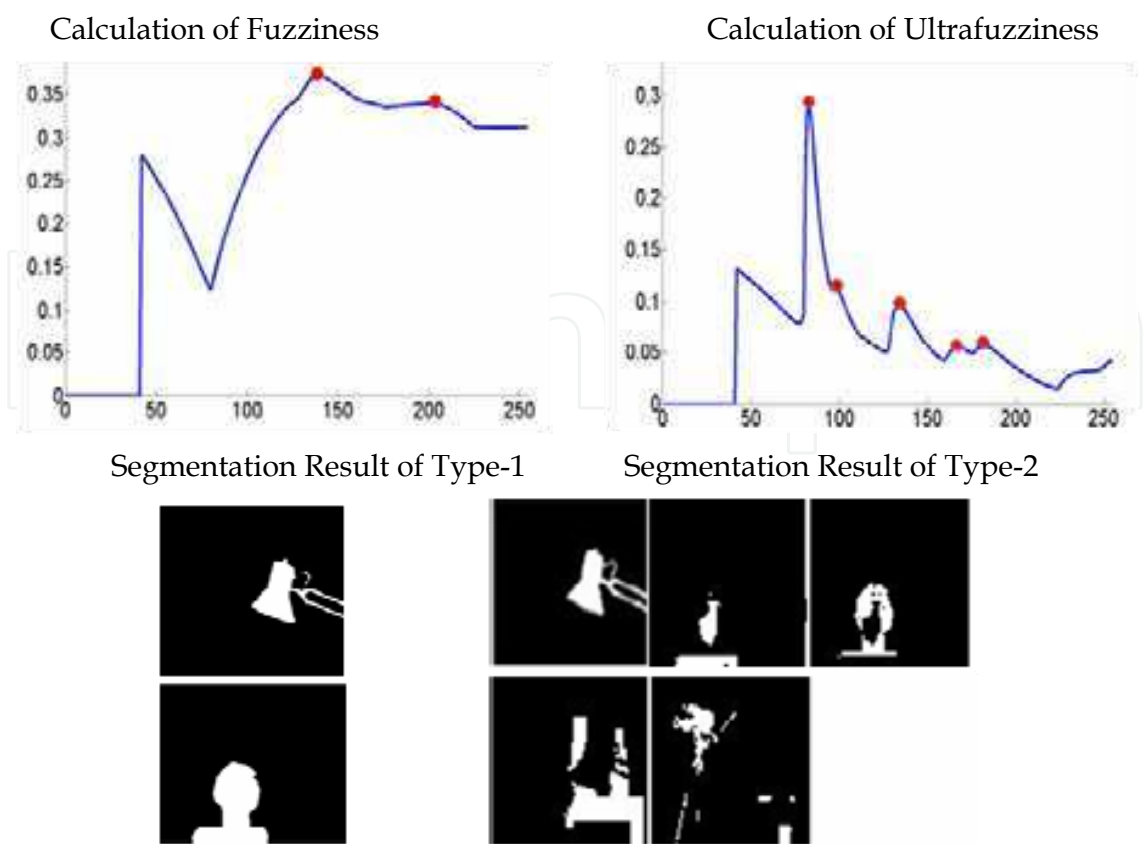 Calculation of Fuzziness
Calculation of Ultrafuzziness
0.35
0.3
0.25
0.2
0.15
0.1
0.05
0
0 50 100 150 200 250
0.3
0.25
0.2
0.15
0.1
0.05
0
0 50 100 150 200 250
Segmentation Result of Type-1
Segmentation Result of Type-2